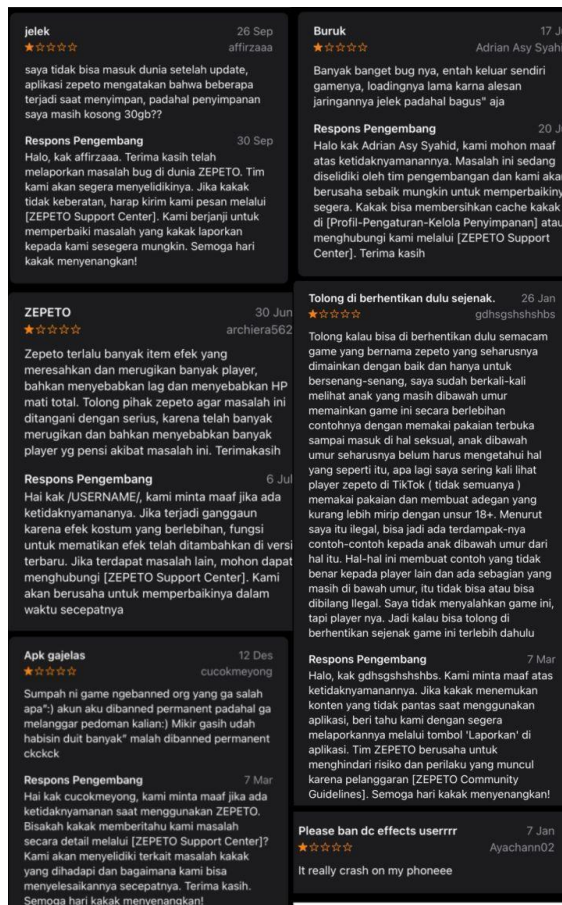 jelek 26 Sep
★☆☆☆☆ affirzaaa
saya tidak bisa masuk dunia setelah update,
aplikasi zepeto mengatakan bahwa beberapa
terjadi saat menyimpan, padahal penyimpanan
saya masih kosong 30gb??
Respons Pengembang 30 Sep
Halo, kak affirzaaa. Terima kasih telah
melaporkan masalah bug di dunia ZEPETO. Tim
kami akan segera menyelidikinya. Jika kakak
tidak keberatan, harap kirim kami pesan melalui
[ZEPETO Support Center]. Kami berjanji untuk
memperbaiki masalah yang kakak laporkan
kepada kami sesegera mungkin. Semoga hari
kakak menyenangkan!
ZEPETO 30 Jun
★☆☆☆☆ archiera562
Zepeto terlalu banyak item efek yang
meresahkan dan merugikan banyak player,
bahkan menyebabkan lag dan menyebabkan HP
mati total. Tolong pihak zepeto agar masalah ini
ditangani dengan serius, karena telah banyak
merugikan dan bahkan menyebabkan banyak
player yg pensi akibat masalah ini. Terimakasih
Respons Pengembang 6 Jul
Hai kak /USERNAME/, kami minta maaf jika ada
ketidaknyamananya. Jika terjadi ganggaun
karena efek kostum yang berlebihan, fungsi
untuk mematikan efek telah ditambahkan di versi
terbaru. Jika terdapat masalah lain, mohon dapat
menghubungi [ZEPETO Support Center]. Kami
akan berusaha untuk memperbaikinya dalam
waktu secepatnya
Apk gajelas 12 Des
★☆☆☆☆ cucokmeyong
Sumpah ni game ngebanned org yang ga salah
apa":) akun aku dibanned permanent padahal ga
melanggar pedoman kalian:) Mikir gasih udah
habisin duit banyak" malah dibanned permanent
ckckck
Respons Pengembang 7 Mar
Hai kak cucokmeyong, kami minta maaf jika ada
ketidaknyamanan saat menggunakan ZEPETO.
Bisakah kakak memberitahu kami masalah
secara detail melalui [ZEPETO Support Center]?
Kami akan menyelidiki terkait masalah kakak
yang dihadapi dan bagaimana kami bisa
menyelesaikannya secepatnya. Terima kasih.
Semoga hari kakak menyenangkan!
Buruk 17 J
★☆☆☆☆ Adrian Asy Syahi
Banyak banget bug nya, entah keluar sendiri
gamenya, loadingnya lama karna alesan
jaringannya jelek padahal bagus" aja
Respons Pengembang 20 J
Halo kak Adrian Asy Syahid, kami mohon maaf
atas ketidaknyamanannya. Masalah ini sedang
diselidiki oleh tim pengembangan dan kami akan
berusaha sebaik mungkin untuk memperbaikiny
segera. Kakak bisa membersihkan cache kakak
di [Profil-Pengaturan-Kelola Penyimpanan] atau
menghubungi kami melalui [ZEPETO Support
Center]. Terima kasih
Tolong di berhentikan dulu sejenak. 26 Jan
★☆☆☆☆ gdhsgshshshbs
Tolong kalau bisa di berhentikan dulu semacam
game yang bernama zepeto yang seharusnya
dimainkan dengan baik dan hanya untuk
bersenang-senang, saya sudah berkali-kali
melihat anak yang masih dibawah umur
memainkan game ini secara berlebihan
contohnya dengan memakai pakaian terbuka
sampai masuk di hal seksual, anak dibawah
umur seharusnya belum harus mengetahui hal
yang seperti itu, apa lagi saya sering kali lihat
player zepeto di TikTok ( tidak semuanya )
memakai pakaian dan membuat adegan yang
kurang lebih mirip dengan unsur 18+. Menurut
saya itu ilegal, bisa jadi ada terdampak-nya
contoh-contoh kepada anak dibawah umur dari
hal itu. Hal-hal ini membuat contoh yang tidak
benar kepada player lain dan ada sebagian yang
masih di bawah umur, itu tidak bisa atau bisa
dibilang Ilegal. Saya tidak menyalahkan game ini,
tapi player nya. Jadi kalau bisa tolong di
berhentikan sejenak game ini terlebih dahulu
Respons Pengembang 7 Mar
Halo, kak gdhsgshshshbs. Kami minta maaf atas
ketidaknyamanannya. Jika kakak menemukan
konten yang tidak pantas saat menggunakan
aplikasi, beri tahu kami dengan segera
melaporkannya melalui tombol 'Laporkan' di
aplikasi. Tim ZEPETO berusaha untuk
menghindari risiko dan perilaku yang muncul
karena pelanggaran [ZEPETO Community
Guidelines]. Semoga hari kakak menyenangkan!
Please ban dc effects userrrr 7 Jan
★☆☆☆☆ Ayachann02
It really crash on my phoneee